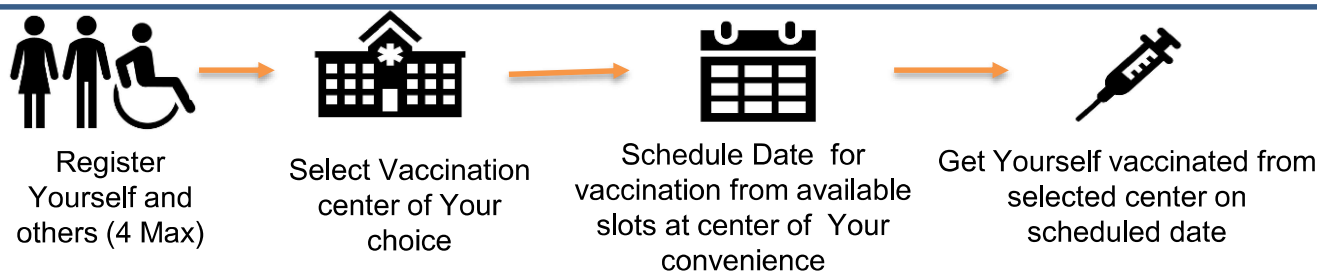 Register
Yourself and
others (4 Max)
Select Vaccination
center of Your
choice
Schedule Date for
vaccination from available
slots at center of Your
convenience
Get Yourself vaccinated from
selected center on
scheduled date